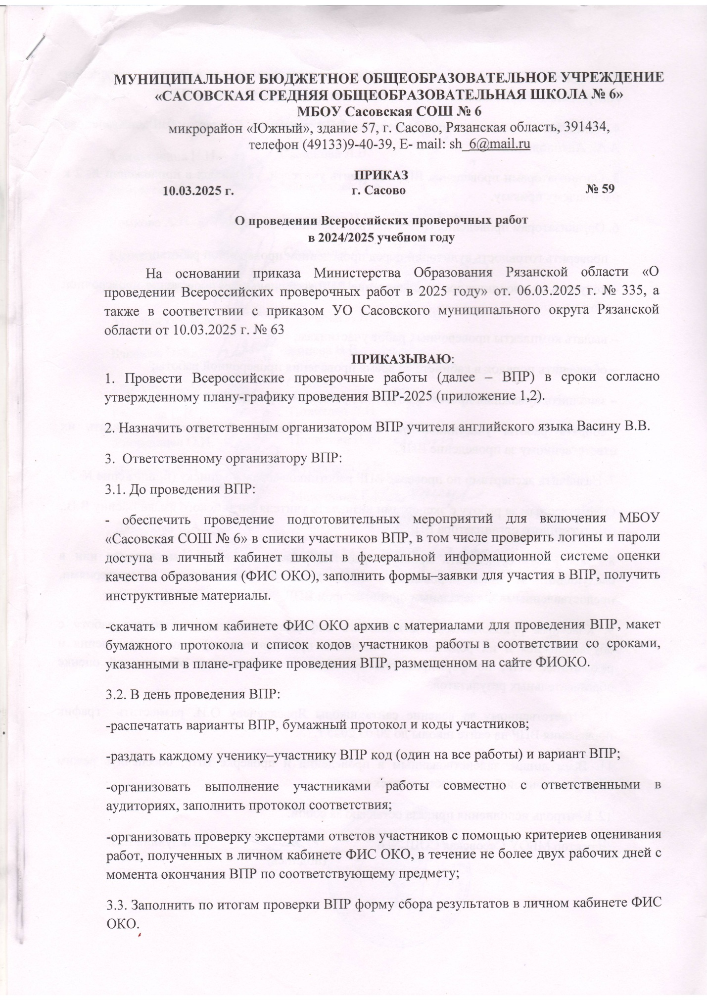 МУНИЦИПАЛЬНОЕ БЮДЖЕТНОЕ ОБЩЕОБРАЗОВАТЕЛЬНОЕ УЧРЕЖДЕНИЕ
«САСОВСКАЯ СРЕДНЯЯ ОБЩЕОБРАЗОВАТЕЛЬНАЯ ШКОЛА № 6»
МБОУ Сасовская СОШ № 6
микрорайон «Южный», здание 57, г. Сасово, Рязанская область, 391434,
телефон (49133)9-40-39, E- mail: sh_6@mail.ru
ПРИКАЗ
10.03.2025 г. г. Сасово № 59
О проведении Всероссийских проверочных работ
в 2024/2025 учебном году
На основании приказа Министерства Образования Рязанской области «О
проведении Всероссийских проверочных работ в 2025 году» от. 06.03.2025 г. № 335, а
также в соответствии с приказом УО Сасовского муниципального округа Рязанской
области от 10.03.2025 г. № 63
ПРИКАЗЫВАЮ:
1. Провести Всероссийские проверочные работы (далее – ВПР) в сроки согласно
утвержденному плану-графику проведения ВПР-2025 (приложение 1,2).
2. Назначить ответственным организатором ВПР учителя английского языка Васину В.В.
3. Ответственному организатору ВПР:
3.1. До проведения ВПР:
- обеспечить проведение подготовительных мероприятий для включения МБОУ
«Сасовская СОШ № 6» в списки участников ВПР, в том числе проверить логины и пароли
доступа в личный кабинет школы в федеральной информационной системе оценки
качества образования (ФИС ОКО), заполнить формы–заявки для участия в ВПР, получить
инструктивные материалы.
-скачать в личном кабинете ФИС ОКО архив с материалами для проведения ВПР, макет
бумажного протокола и список кодов участников работы в соответствии со сроками,
указанными в плане-графике проведения ВПР, размещенном на сайте ФИОКО.
3.2. В день проведения ВПР:
-распечатать варианты ВПР, бумажный протокол и коды участников;
-раздать каждому ученику–участнику ВПР код (один на все работы) и вариант ВПР;
-организовать выполнение участниками работы совместно с ответственными в
аудиториях, заполнить протокол соответствия;
-организовать проверку экспертами ответов участников с помощью критериев оценивания
работ, полученных в личном кабинете ФИС ОКО, в течение не более двух рабочих дней с
момента окончания ВПР по соответствующему предмету;
3.3. Заполнить по итогам проверки ВПР форму сбора результатов в личном кабинете ФИС
ОКО.